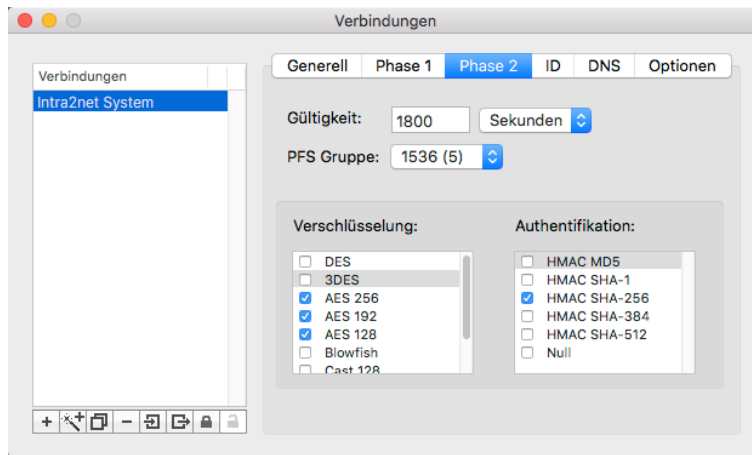 Verbindungen
Generell Phase 1 Phase 2 ID DNS Optionen
Verbindungen
Intra2net System
Gültigkeit: 1800 Sekunden
PFS Gruppe: 1536 (5)
Verschlüsselung: Authentifikation:
DES HMAC MD5
3DES HMAC SHA-1
AES 256 HMAC SHA-256
AES 192 HMAC SHA-384
AES 128 HMAC SHA-512
Blowfish Null
Cast 128